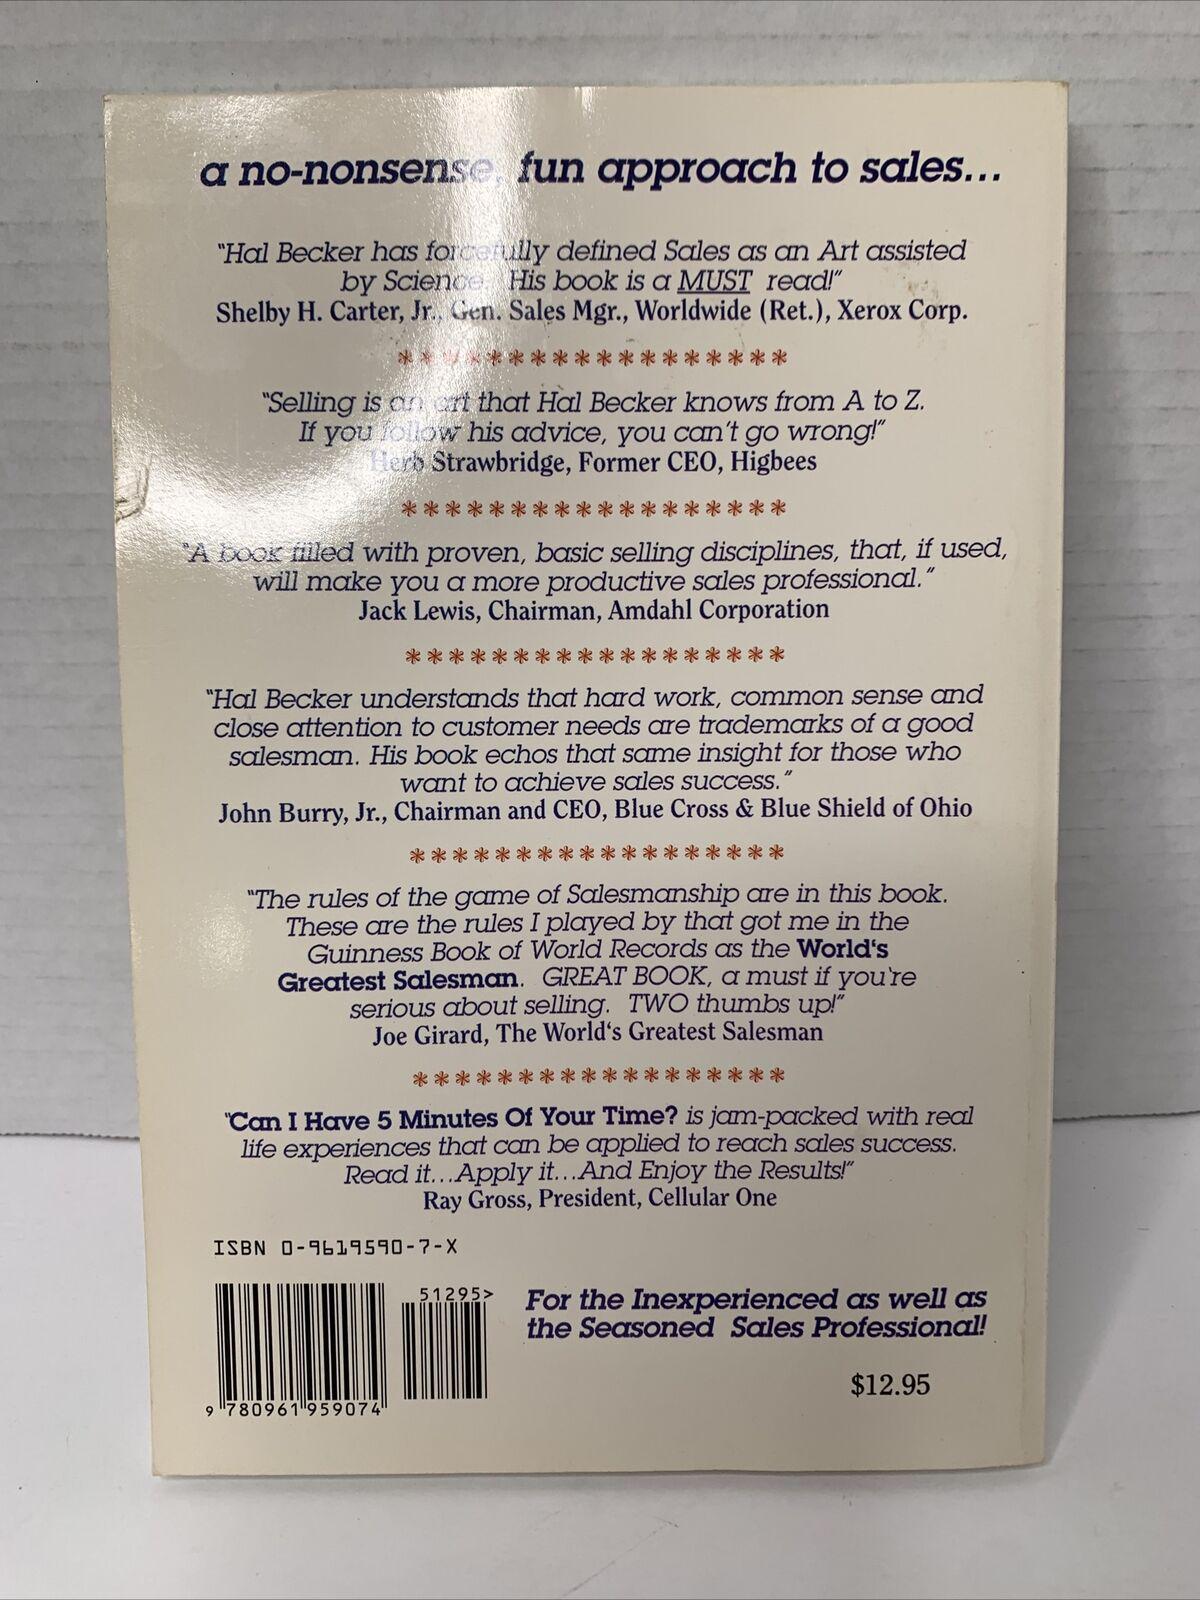 a no-nonsense, fun approach to sales...
"Hal Becker has forcefully defined Sales as an Art assisted
by Science. His book is a MUST read!"
Shelby H. Carter, Jr., Gen. Sales Mgr., Worldwide (Ret.), Xerox Corp.
******************
"Selling is an art that Hal Becker knows from A to Z.
If you follow his advice, you can't go wrong!"
Herb Strawbridge, Former CEO, Higbees
******************
"A book filled with proven, basic selling disciplines, that, if used,
will make you a more productive sales professional."
Jack Lewis, Chairman, Amdahl Corporation
******************
"Hal Becker understands that hard work, common sense and
close attention to customer needs are trademarks of a good
salesman. His book echos that same insight for those who
want to achieve sales success."
John Burry, Jr., Chairman and CEO, Blue Cross & Blue Shield of Ohio
******************
"The rules of the game of Salesmanship are in this book.
These are the rules I played by that got me in the
Guinness Book of World Records as the World's
Greatest Salesman. GREAT BOOK, a must if you're
serious about selling. TWO thumbs up!"
Joe Girard, The World's Greatest Salesman
******************
"Can I Have 5 Minutes Of Your Time? is jam-packed with real
life experiences that can be applied to reach sales success.
Read it...Apply it...And Enjoy the Results!"
Ray Gross, President, Cellular One
ISBN 0-9619590-7-X
51295>
9 780961 959074
For the Inexperienced as well as
the Seasoned Sales Professional!
$12.95